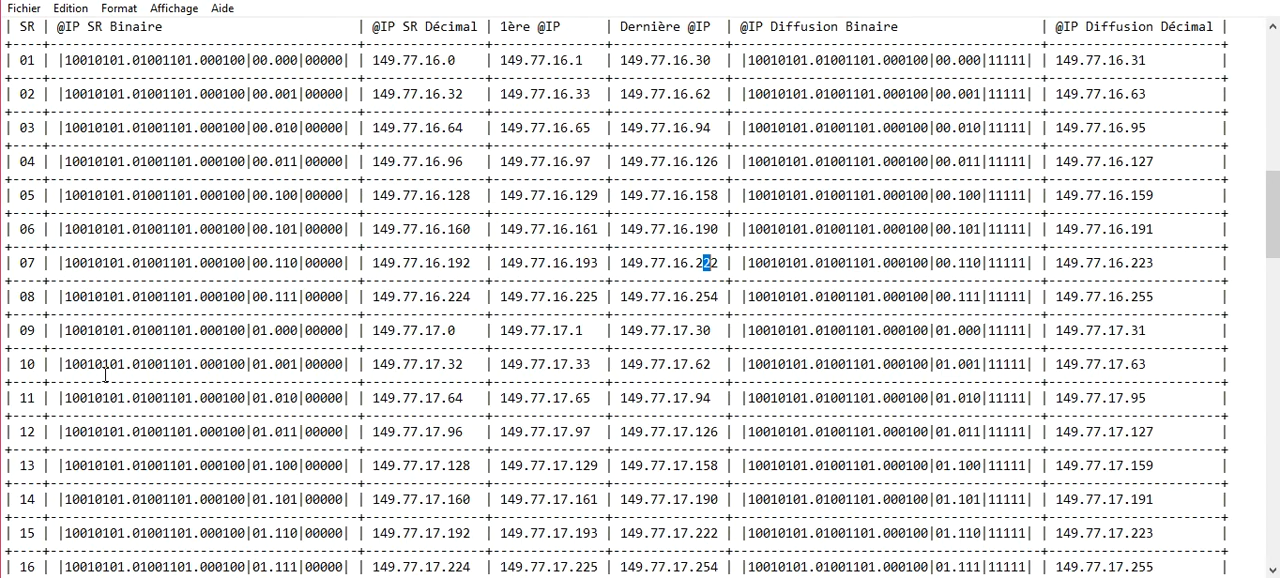 Fichier Edition Format Affichage Aide
| SR | @IP SR Binaire | @IP SR Décimal | 1ère @IP | Dernière @IP | @IP Diffusion Binaire | @IP Diffusion Décimal |
| 01 | |10010101.01001101.000100|00.000|00000| | 149.77.16.0 | 149.77.16.1 | 149.77.16.30 | |10010101.01001101.000100|00.000|11111| | 149.77.16.31 |
| 02 | |10010101.01001101.000100|00.001|00000| | 149.77.16.32 | 149.77.16.33 | 149.77.16.62 | |10010101.01001101.000100|00.001|11111| | 149.77.16.63 |
| 03 | |10010101.01001101.000100|00.010|00000| | 149.77.16.64 | 149.77.16.65 | 149.77.16.94 | |10010101.01001101.000100|00.010|11111| | 149.77.16.95 |
| 04 | |10010101.01001101.000100|00.011|00000| | 149.77.16.96 | 149.77.16.97 | 149.77.16.126 | |10010101.01001101.000100|00.011|11111| | 149.77.16.127 |
| 05 | |10010101.01001101.000100|00.100|00000| | 149.77.16.128 | 149.77.16.129 | 149.77.16.158 | |10010101.01001101.000100|00.100|11111| | 149.77.16.159 |
| 06 | |10010101.01001101.000100|00.101|00000| | 149.77.16.160 | 149.77.16.161 | 149.77.16.190 | |10010101.01001101.000100|00.101|11111| | 149.77.16.191 |
| 07 | |10010101.01001101.000100|00.110|00000| | 149.77.16.192 | 149.77.16.193 | 149.77.16.222 | |10010101.01001101.000100|00.110|11111| | 149.77.16.223 |
| 08 | |10010101.01001101.000100|00.111|00000| | 149.77.16.224 | 149.77.16.225 | 149.77.16.254 | |10010101.01001101.000100|00.111|11111| | 149.77.16.255 |
| 09 | |10010101.01001101.000100|01.000|00000| | 149.77.17.0 | 149.77.17.1 | 149.77.17.30 | |10010101.01001101.000100|01.000|11111| | 149.77.17.31 |
| 10 | |10010101.01001101.000100|01.001|00000| | 149.77.17.32 | 149.77.17.33 | 149.77.17.62 | |10010101.01001101.000100|01.001|11111| | 149.77.17.63 |
| 11 | |10010101.01001101.000100|01.010|00000| | 149.77.17.64 | 149.77.17.65 | 149.77.17.94 | |10010101.01001101.000100|01.010|11111| | 149.77.17.95 |
| 12 | |10010101.01001101.000100|01.011|00000| | 149.77.17.96 | 149.77.17.97 | 149.77.17.126 | |10010101.01001101.000100|01.011|11111| | 149.77.17.127 |
| 13 | |10010101.01001101.000100|01.100|00000| | 149.77.17.128 | 149.77.17.129 | 149.77.17.158 | |10010101.01001101.000100|01.100|11111| | 149.77.17.159 |
| 14 | |10010101.01001101.000100|01.101|00000| | 149.77.17.160 | 149.77.17.161 | 149.77.17.190 | |10010101.01001101.000100|01.101|11111| | 149.77.17.191 |
| 15 | |10010101.01001101.000100|01.110|00000| | 149.77.17.192 | 149.77.17.193 | 149.77.17.222 | |10010101.01001101.000100|01.110|11111| | 149.77.17.223 |
| 16 | |10010101.01001101.000100|01.111|00000| | 149.77.17.224 | 149.77.17.225 | 149.77.17.254 | |10010101.01001101.000100|01.111|11111| | 149.77.17.255 |